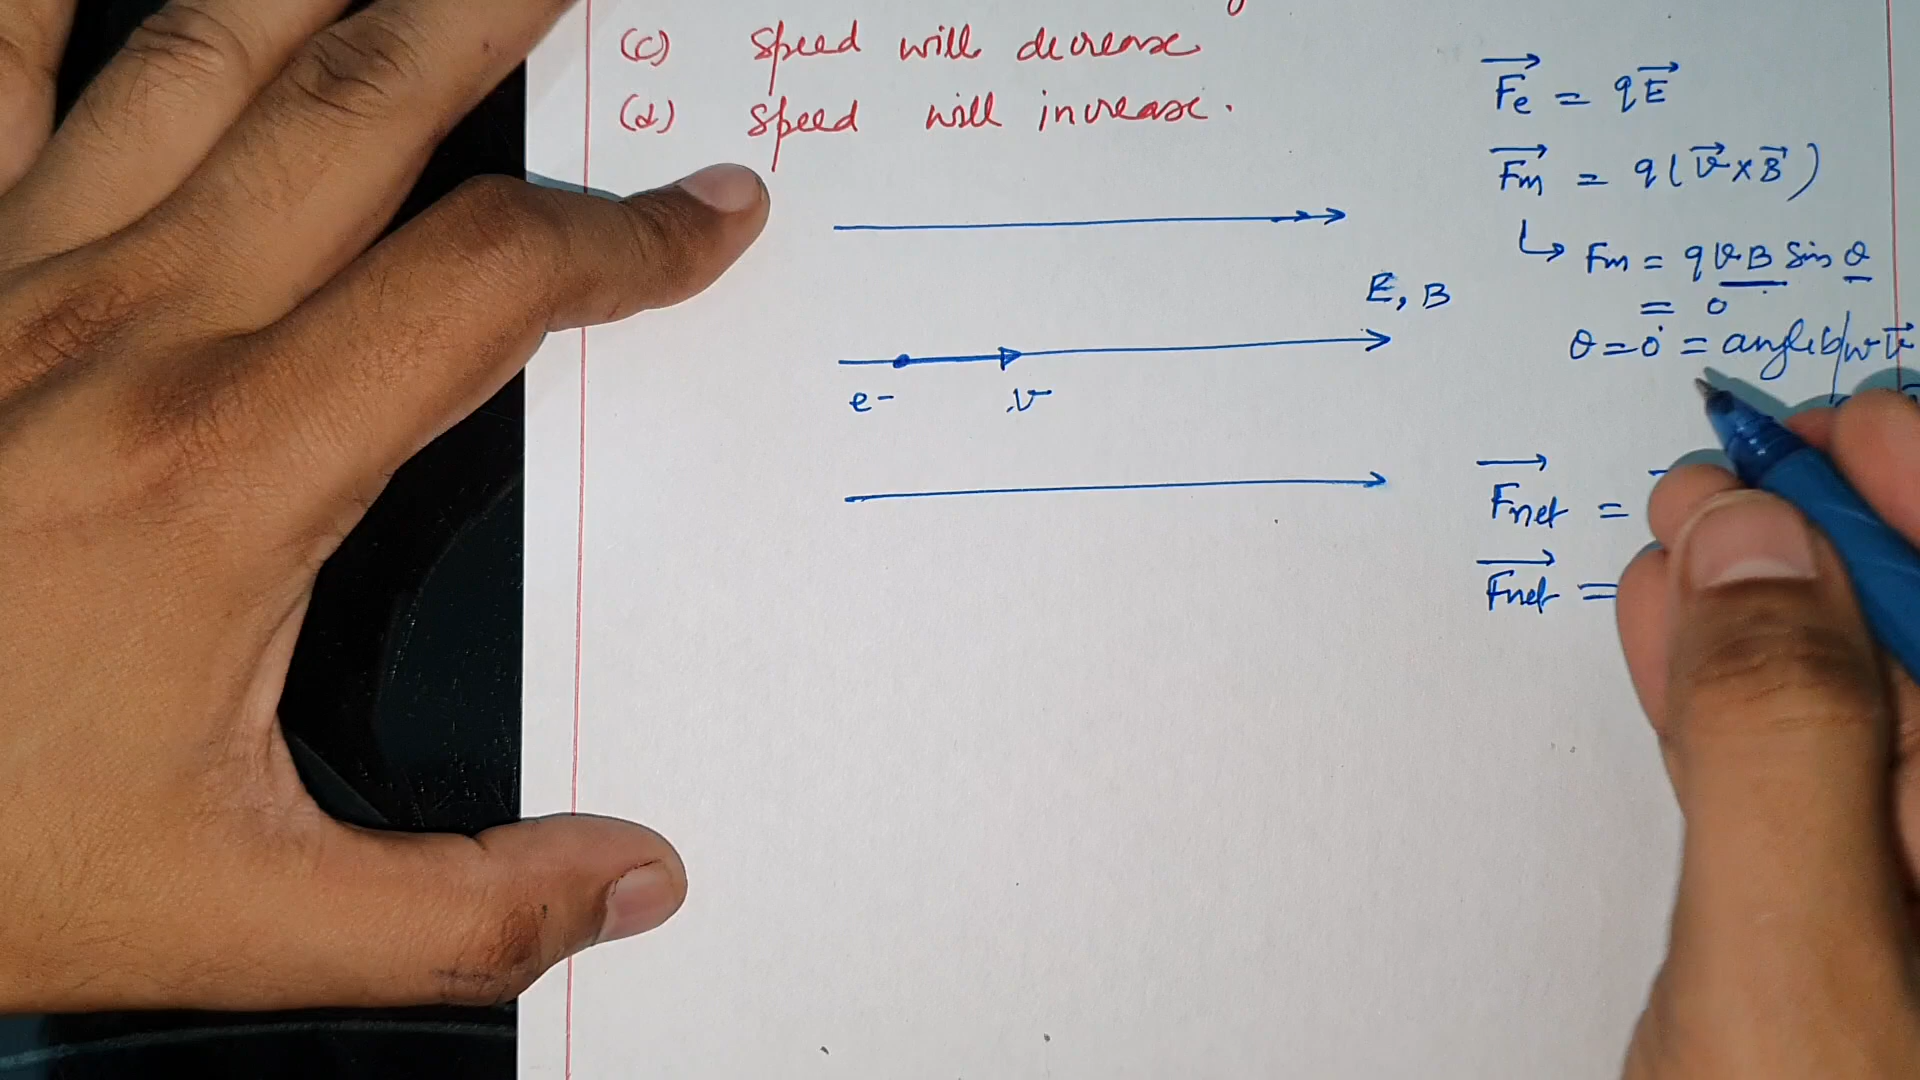 (c) speed will decrease
(d) speed will increase.
Fe = qE
Fm = q(v×B)
↳ Fm = qvB Sin θ
= 0
θ = 0° = angle b/w v
E, B
e-
v
Fnet =
Fnet =